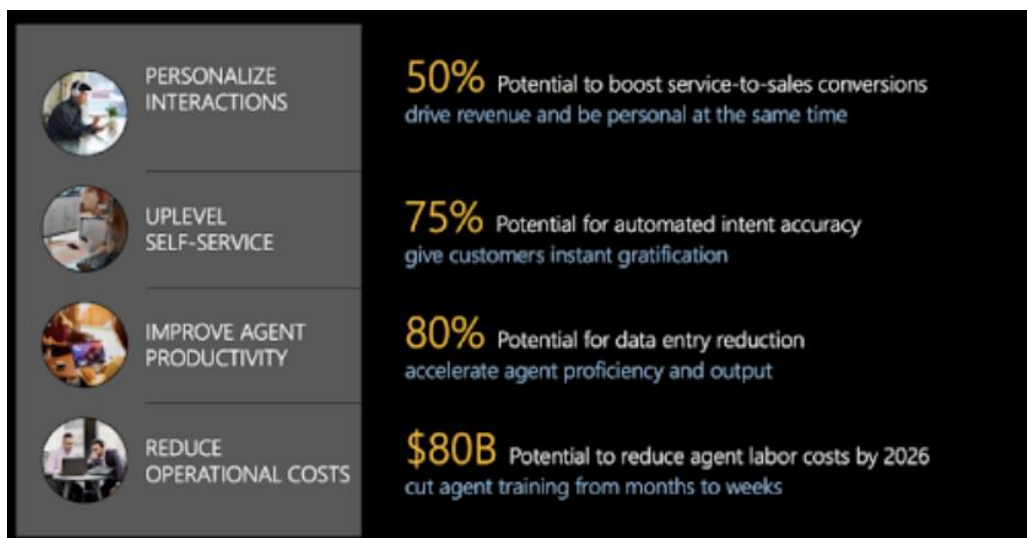 PERSONALIZE
INTERACTIONS
50% Potential to boost service-to-sales conversions
drive revenue and be personal at the same time
UPLEVEL
SELF-SERVICE
75% Potential for automated intent accuracy
give customers instant gratification
IMPROVE AGENT
PRODUCTIVITY
80% Potential for data entry reduction
accelerate agent proficiency and output
REDUCE
OPERATIONAL COSTS
$80B Potential to reduce agent labor costs by 2026
cut agent training from months to weeks